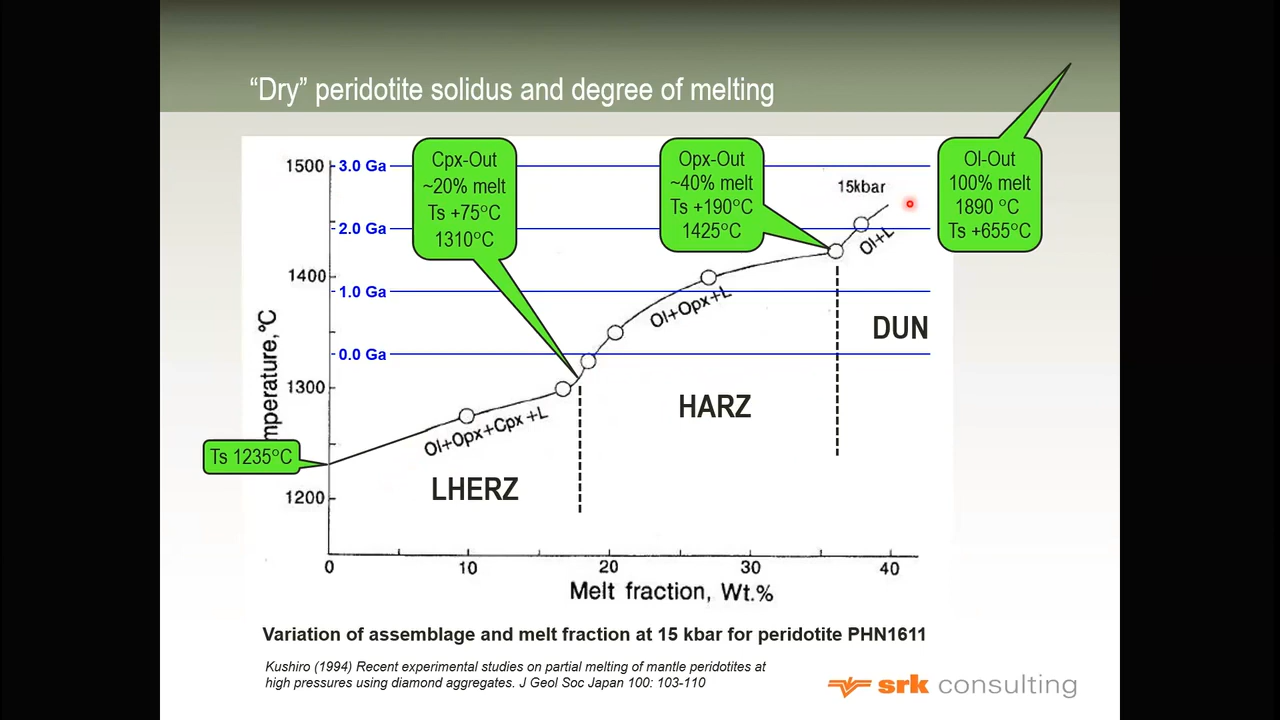 “Dry” peridotite solidus and degree of melting
Cpx-Out
~20% melt
Ts +75°C
1310°C
Opx-Out
~40% melt
Ts +190°C
1425°C
Ol-Out
100% melt
1890 °C
Ts +655°C
1500
3.0 Ga
15kbar
2.0 Ga
Ol+L
1400
1.0 Ga
Ol+Opx+L
DUN
0.0 Ga
1300
HARZ
Ol+Opx+Cpx+L
Ts 1235°C
LHERZ
1200
mperature,°C
0
10
20
30
40
Melt fraction, Wt.%
Variation of assemblage and melt fraction at 15 kbar for peridotite PHN1611
Kushiro (1994) Recent experimental studies on partial melting of mantle peridotites at
high pressures using diamond aggregates. J Geol Soc Japan 100: 103-110
srk consulting